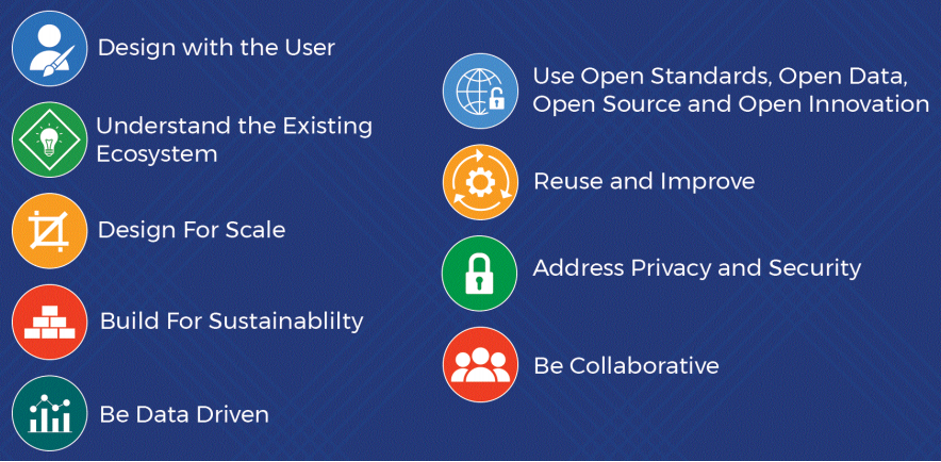 Design with the User
Understand the Existing
Ecosystem
Design For Scale
Build For Sustainablilty
Be Data Driven
Use Open Standards, Open Data,
Open Source and Open Innovation
Reuse and Improve
Address Privacy and Security
Be Collaborative